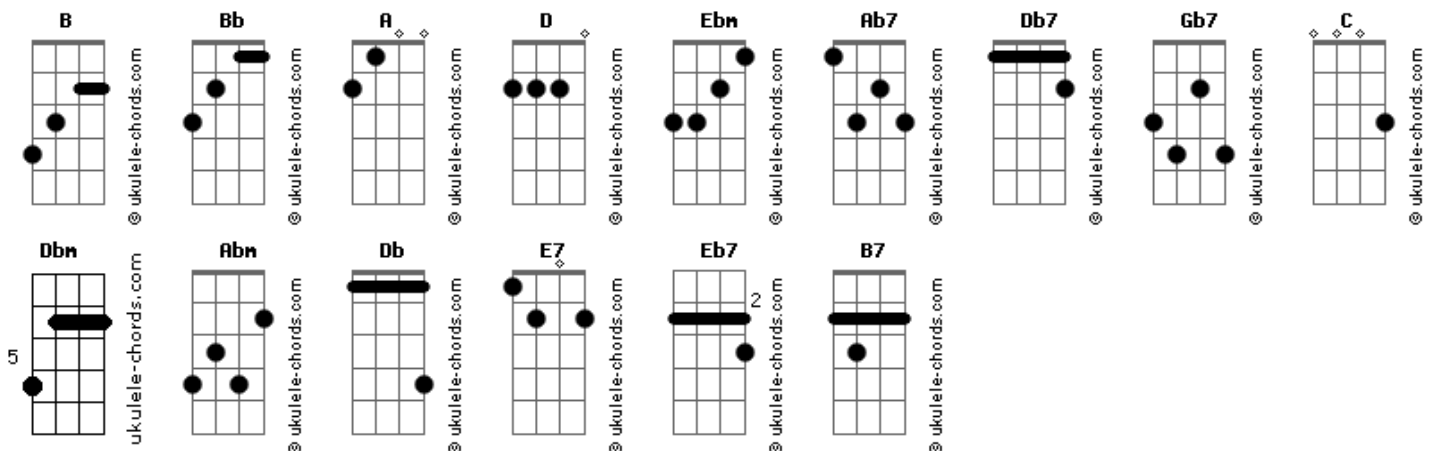 B Bb A D Ebm Ab7 Db7 Gb7 C
© ukulele-chords.com © ukulele-chords.com © ukulele-chords.com © ukulele-chords.com © ukulele-chords.com © ukulele-chords.com © ukulele-chords.com © ukulele-chords.com © ukulele-chords.com
Dbm Abm Db E7 Eb7 B7
5 2
ukulele-chords.com © ukulele-chords.com © ukulele-chords.com © ukulele-chords.com © ukulele-chords.com © ukulele-chords.com